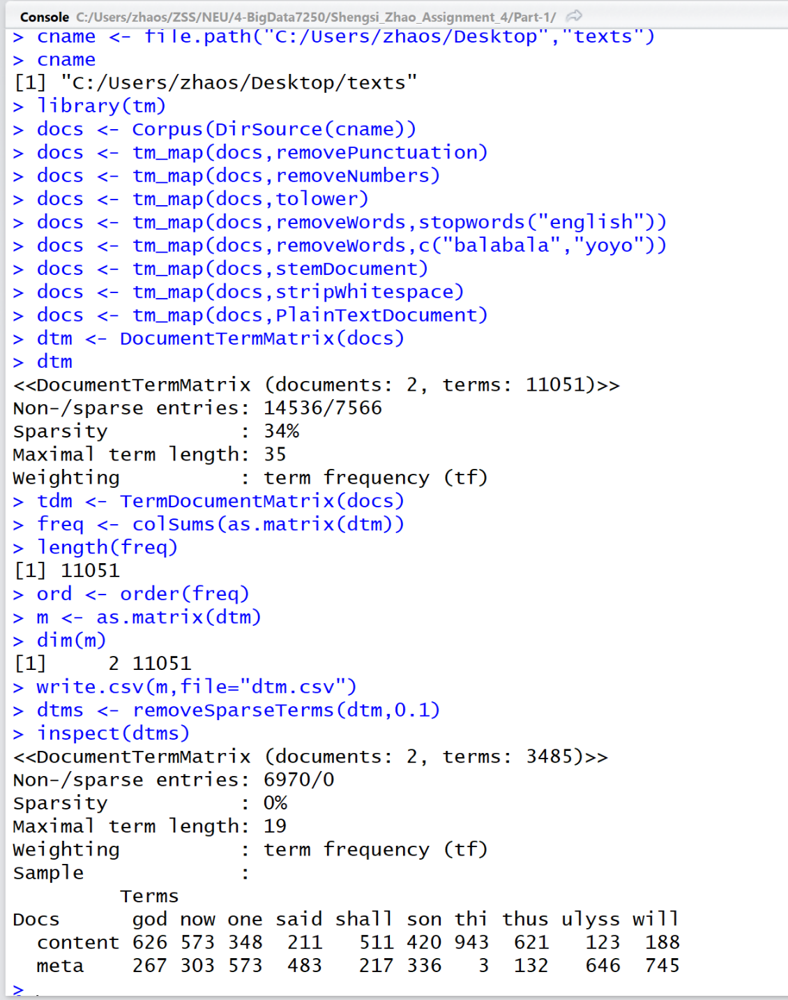 Console C:/Users/zhaos/ZSS/NEU/4-BigData7250/Shengsi_Zhao_Assignment_4/Part-1/
> cname <- file.path("C:/Users/zhaos/Desktop","texts")
> cname
[1] "C:/Users/zhaos/Desktop/texts"
> library(tm)
> docs <- Corpus(DirSource(cname))
> docs <- tm_map(docs,removePunctuation)
> docs <- tm_map(docs,removeNumbers)
> docs <- tm_map(docs,tolower)
> docs <- tm_map(docs,removeWords,stopwords("english"))
> docs <- tm_map(docs,removeWords,c("balabala","yoyo"))
> docs <- tm_map(docs,stemDocument)
> docs <- tm_map(docs,stripWhitespace)
> docs <- tm_map(docs,PlainTextDocument)
> dtm <- DocumentTermMatrix(docs)
> dtm
<<DocumentTermMatrix (documents: 2, terms: 11051)>>
Non-/sparse entries: 14536/7566
Sparsity           : 34%
Maximal term length: 35
Weighting          : term frequency (tf)
> tdm <- TermDocumentMatrix(docs)
> freq <- colSums(as.matrix(dtm))
> length(freq)
[1] 11051
> ord <- order(freq)
> m <- as.matrix(dtm)
> dim(m)
[1]     2 11051
> write.csv(m,file="dtm.csv")
> dtms <- removeSparseTerms(dtm,0.1)
> inspect(dtms)
<<DocumentTermMatrix (documents: 2, terms: 3485)>>
Non-/sparse entries: 6970/0
Sparsity           : 0%
Maximal term length: 19
Weighting          : term frequency (tf)
Sample             :
         Terms
Docs      god now one said shall son thi thus ulyss will
  content 626 573 348  211   511 420 943  621   123  188
  meta    267 303 573  483   217 336   3  132   646  745
>